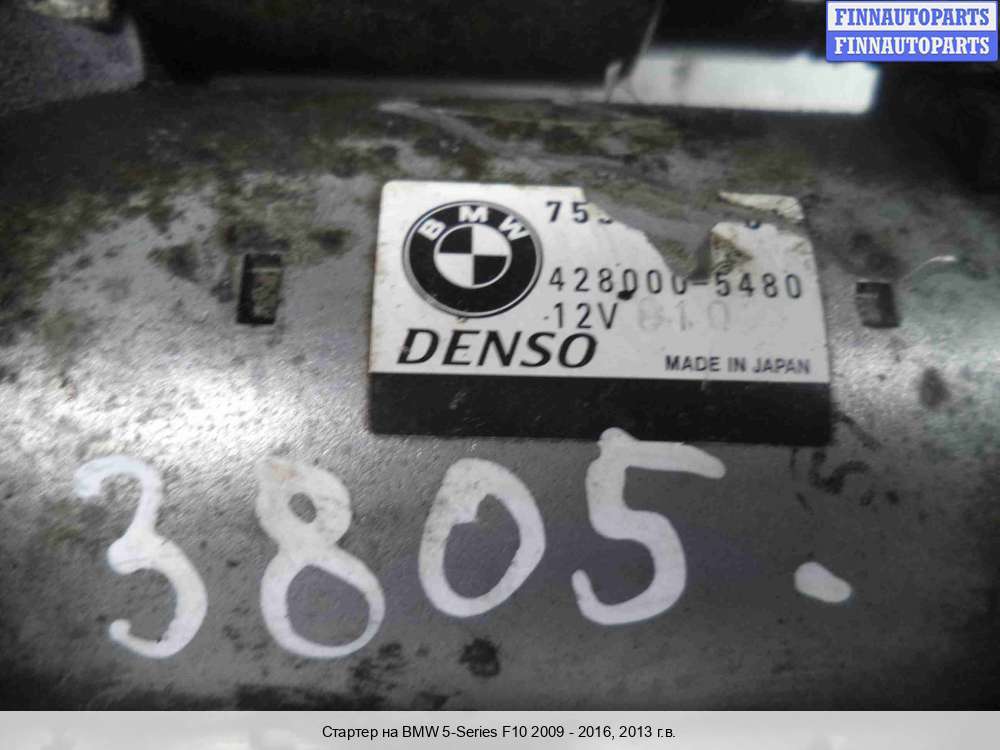 FINNAUTOPARTS
FINNAUTOPARTS
BMW
428000-5480
12V
DENSO
MADE IN JAPAN
3805.
Стартер на BMW 5-Series F10 2009 - 2016, 2013 г.в.